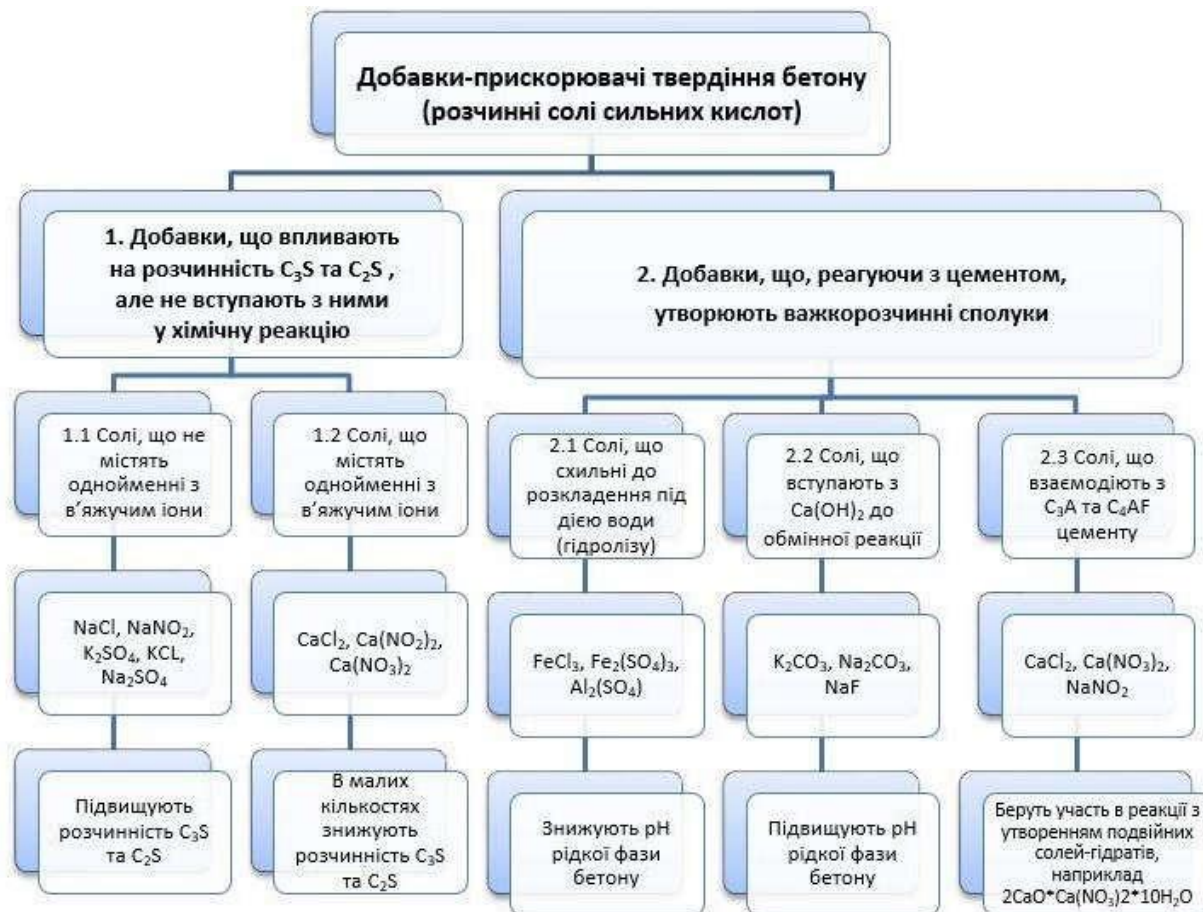 Добавки-прискорювачі твердіння бетону
(розчинні солі сильних кислот)
1. Добавки, що впливають
на розчинність C₃S та C₂S ,
але не вступають з ними
у хімічну реакцію
2. Добавки, що, реагуючи з цементом,
утворюють важкорозчинні сполуки
1.1 Солі, що не
містять
однойменні з
в’яжучим іони
1.2 Солі, що
містять
однойменні з
в’яжучим іони
2.1 Солі, що
схильні до
розкладення під
дією води
(гідролізу)
2.2 Солі, що
вступають з
Ca(OH)₂ до
обмінної реакції
2.3 Солі, що
взаємодіють з
C₃A та C₄AF
цементу
NaCl, NaNO₂,
K₂SO₄, KCL,
Na₂SO₄
CaCl₂, Ca(NO₂)₂,
Ca(NO₃)₂
FeCl₃, Fe₂(SO₄)₃,
Al₂(SO₄)
K₂CO₃, Na₂CO₃,
NaF
CaCl₂, Ca(NO₃)₂,
NaNO₂
Підвищують
розчинність C₃S
та C₂S
В малих
кількостях
знижують
розчинність C₃S
та C₂S
Знижують pH
рідкої фази
бетону
Підвищують pH
рідкої фази
бетону
Беруть участь в реакції з
утворенням подвійних
солей-гідратів,
наприклад
2CaO*Ca(NO₃)2*10H₂O